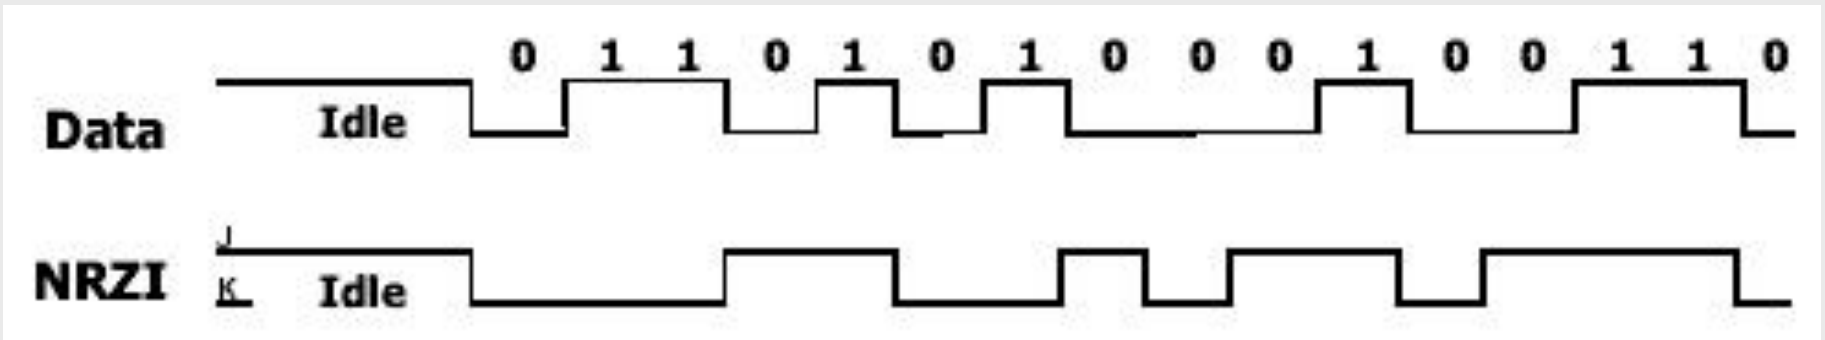 0 1 1 0 1 0 1 0 0 0 1 0 0 1 1 0
Data Idle
J
NRZI K Idle